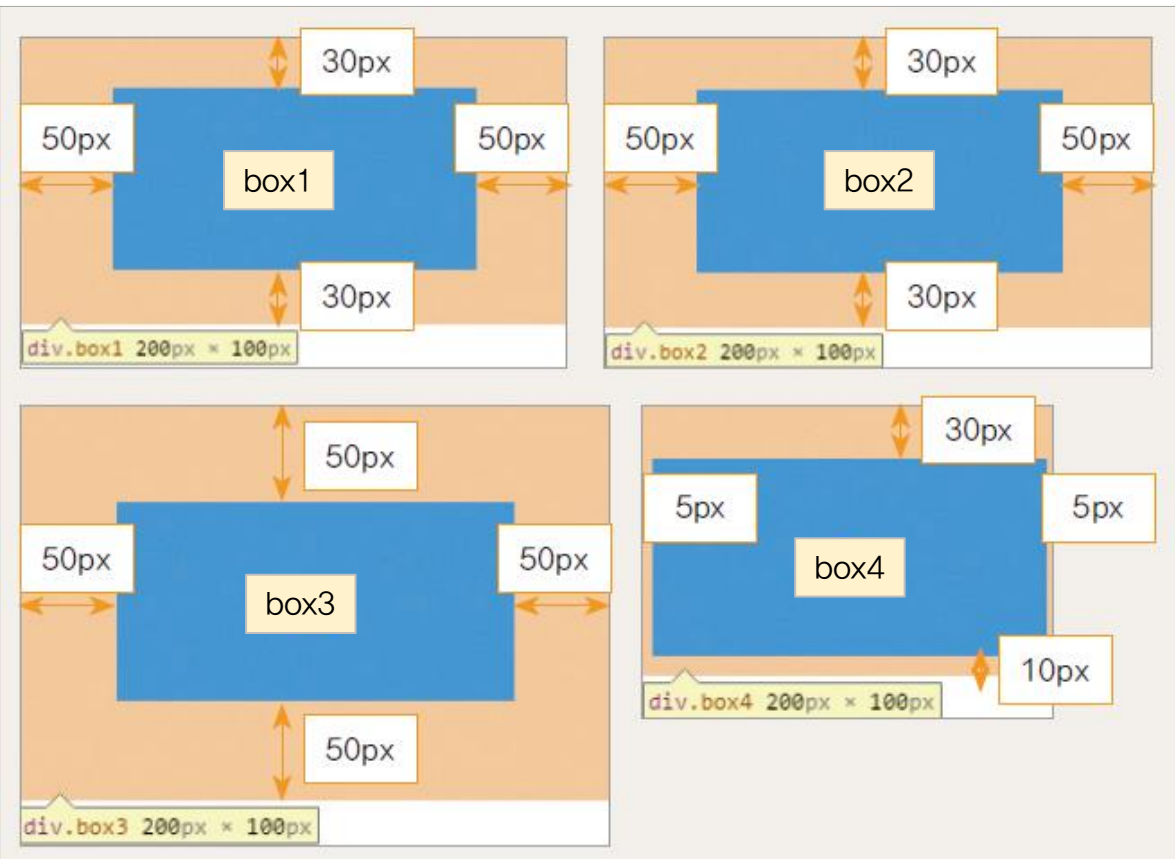 30px
50px
50px
box1
30px
div.box1 200px × 100px
30px
50px
50px
box2
30px
div.box2 200px × 100px
50px
50px
50px
box3
50px
div.box3 200px × 100px
30px
5px
5px
box4
10px
div.box4 200px × 100px